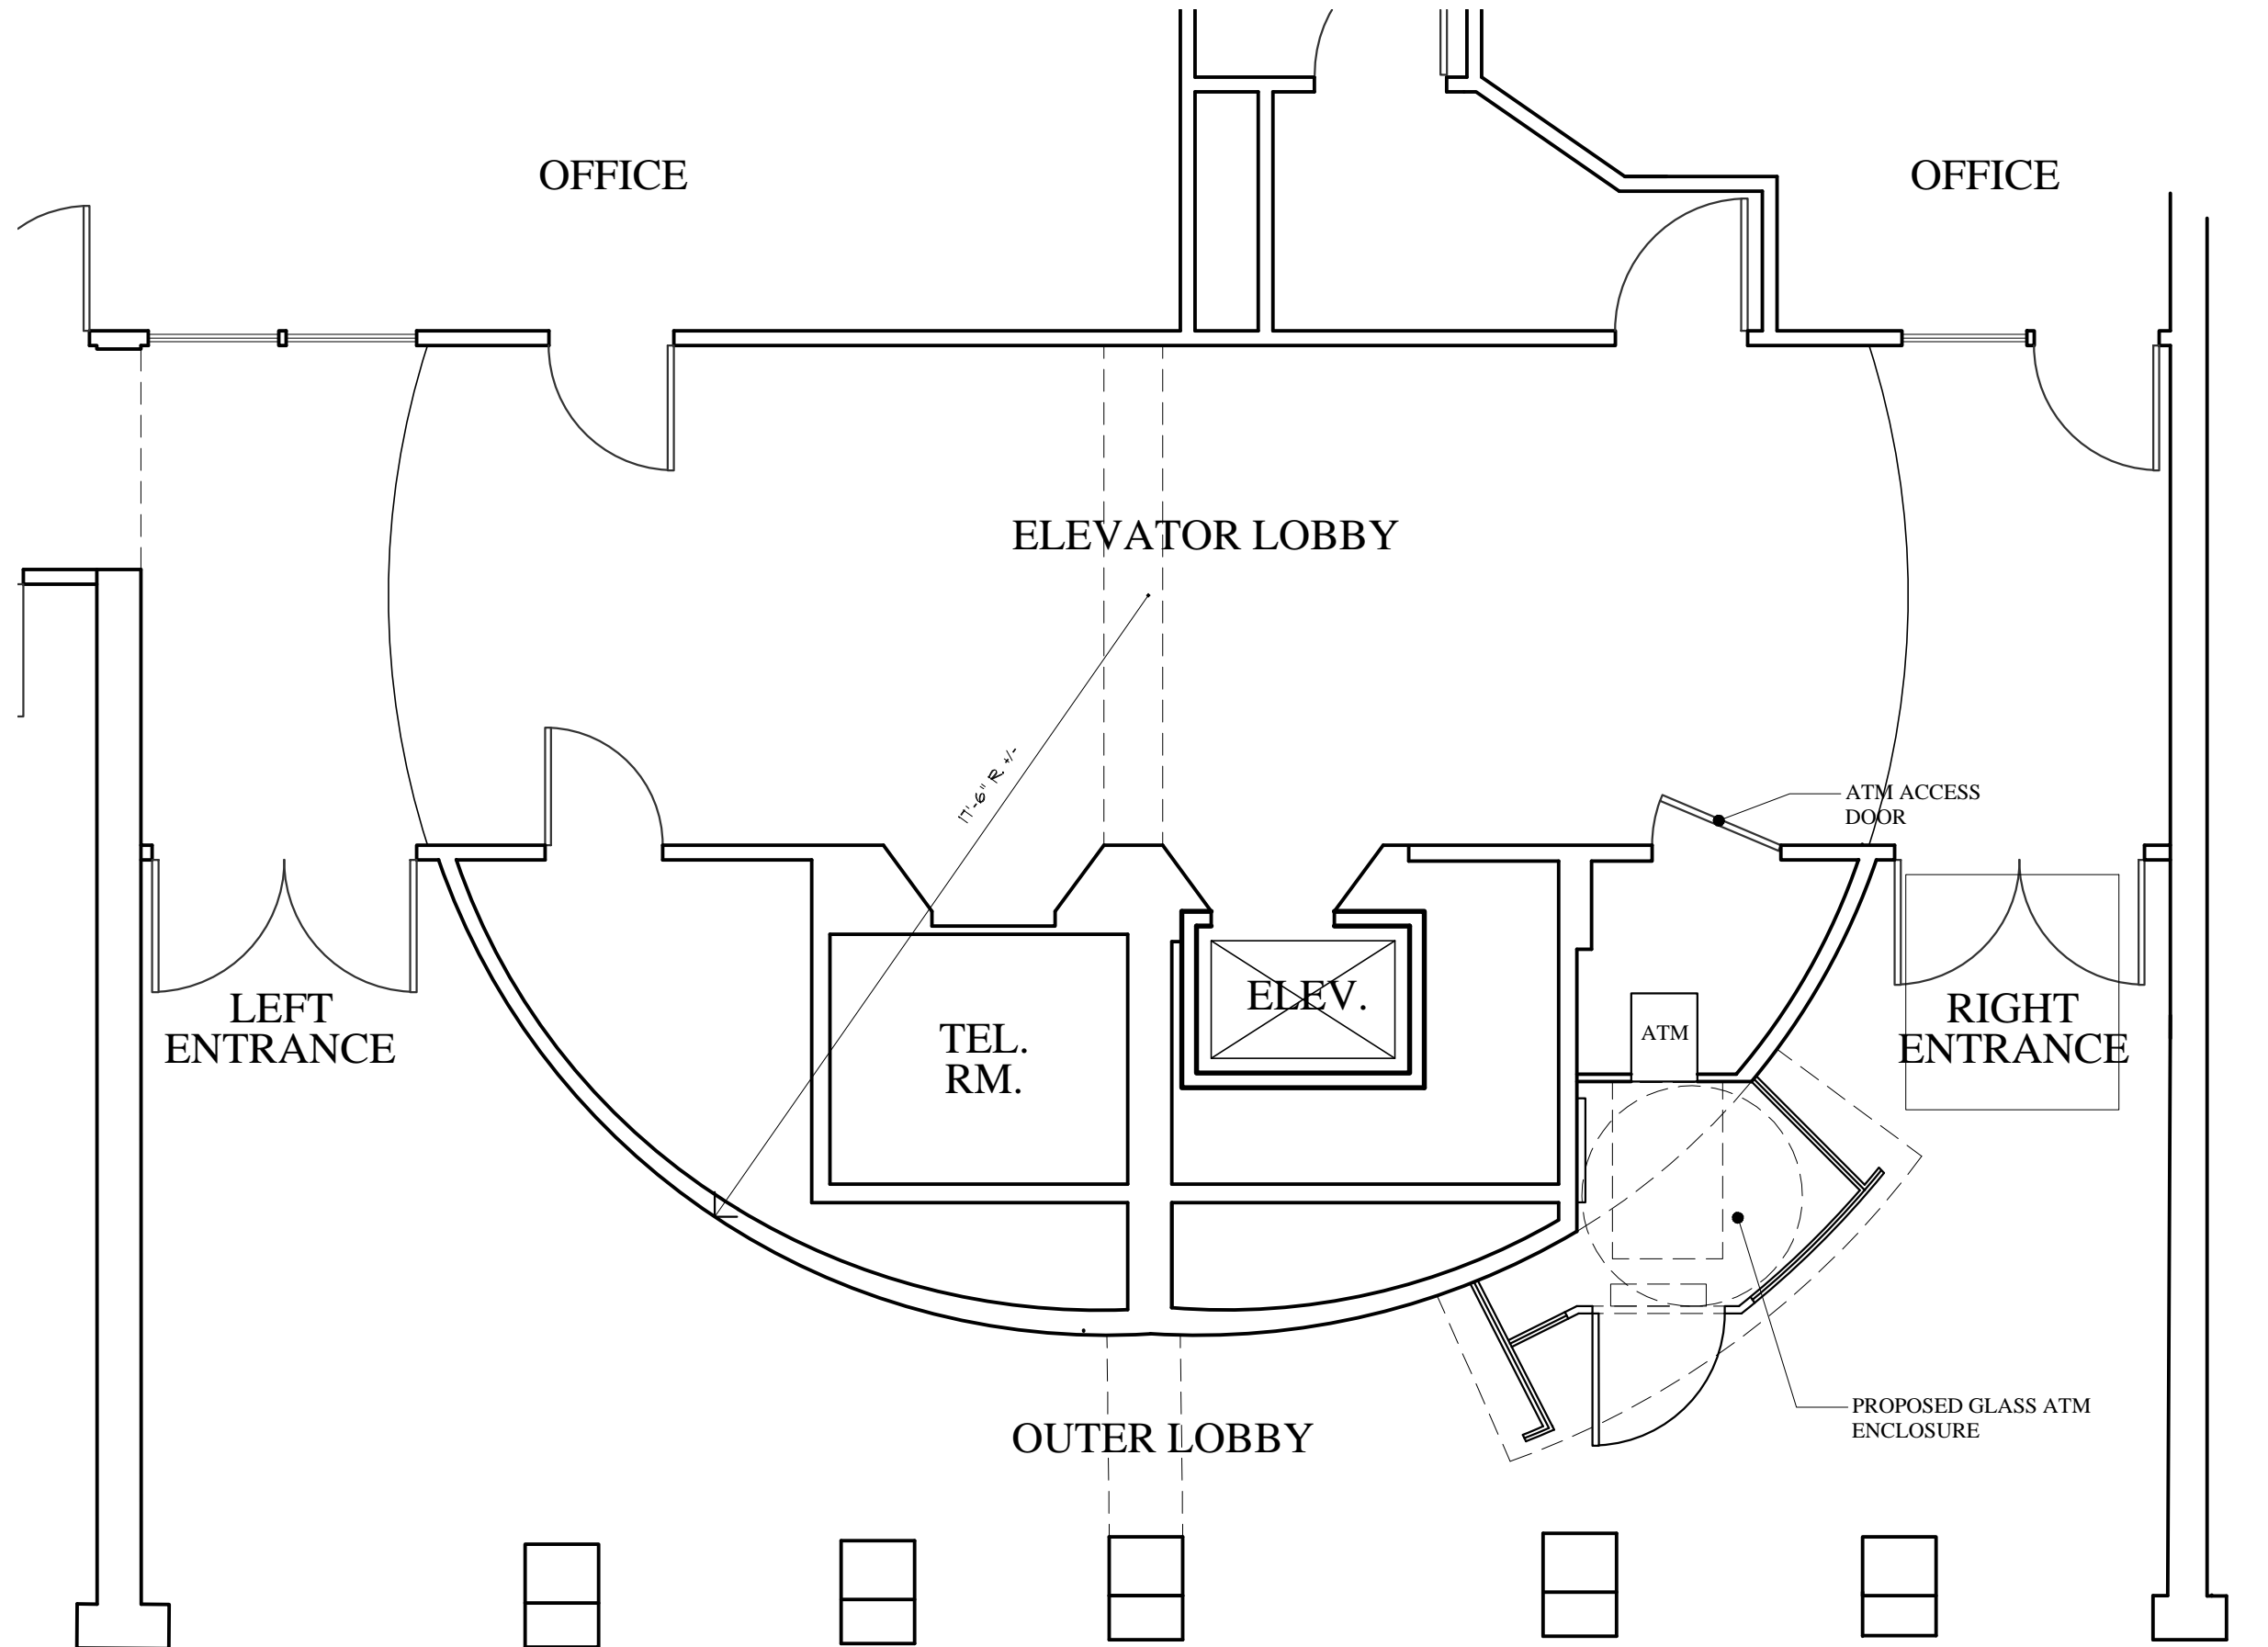 OFFICE
OFFICE
ELEVATOR LOBBY
17'-6" R. +/-
ATM ACCESS
DOOR
LEFT
ENTRANCE
TEL.
RM.
ELEV.
ATM
RIGHT
ENTRANCE
OUTER LOBBY
PROPOSED GLASS ATM
ENCLOSURE